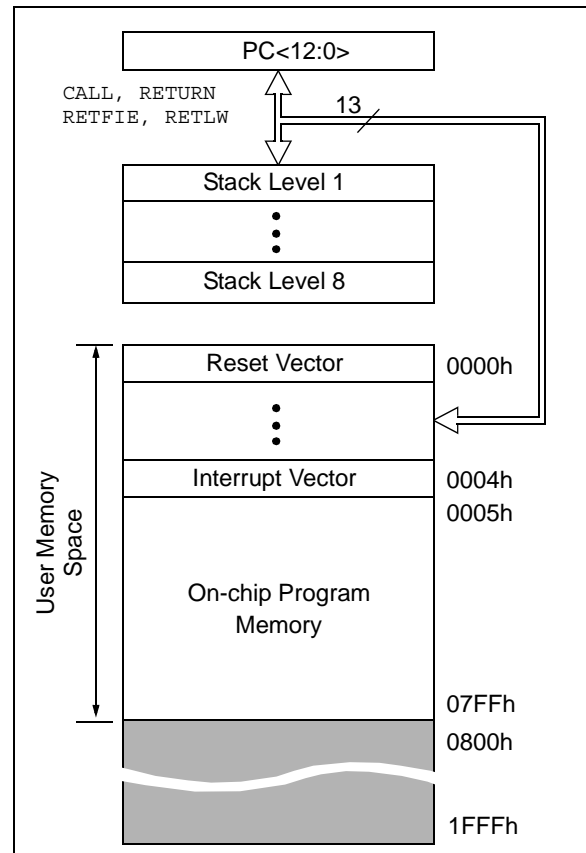 PC<12:0>
CALL, RETURN
RETFIE, RETLW
13
Stack Level 1
Stack Level 8
Reset Vector
0000h
Interrupt Vector
0004h
0005h
User Memory
Space
On-chip Program
Memory
07FFh
0800h
1FFFh